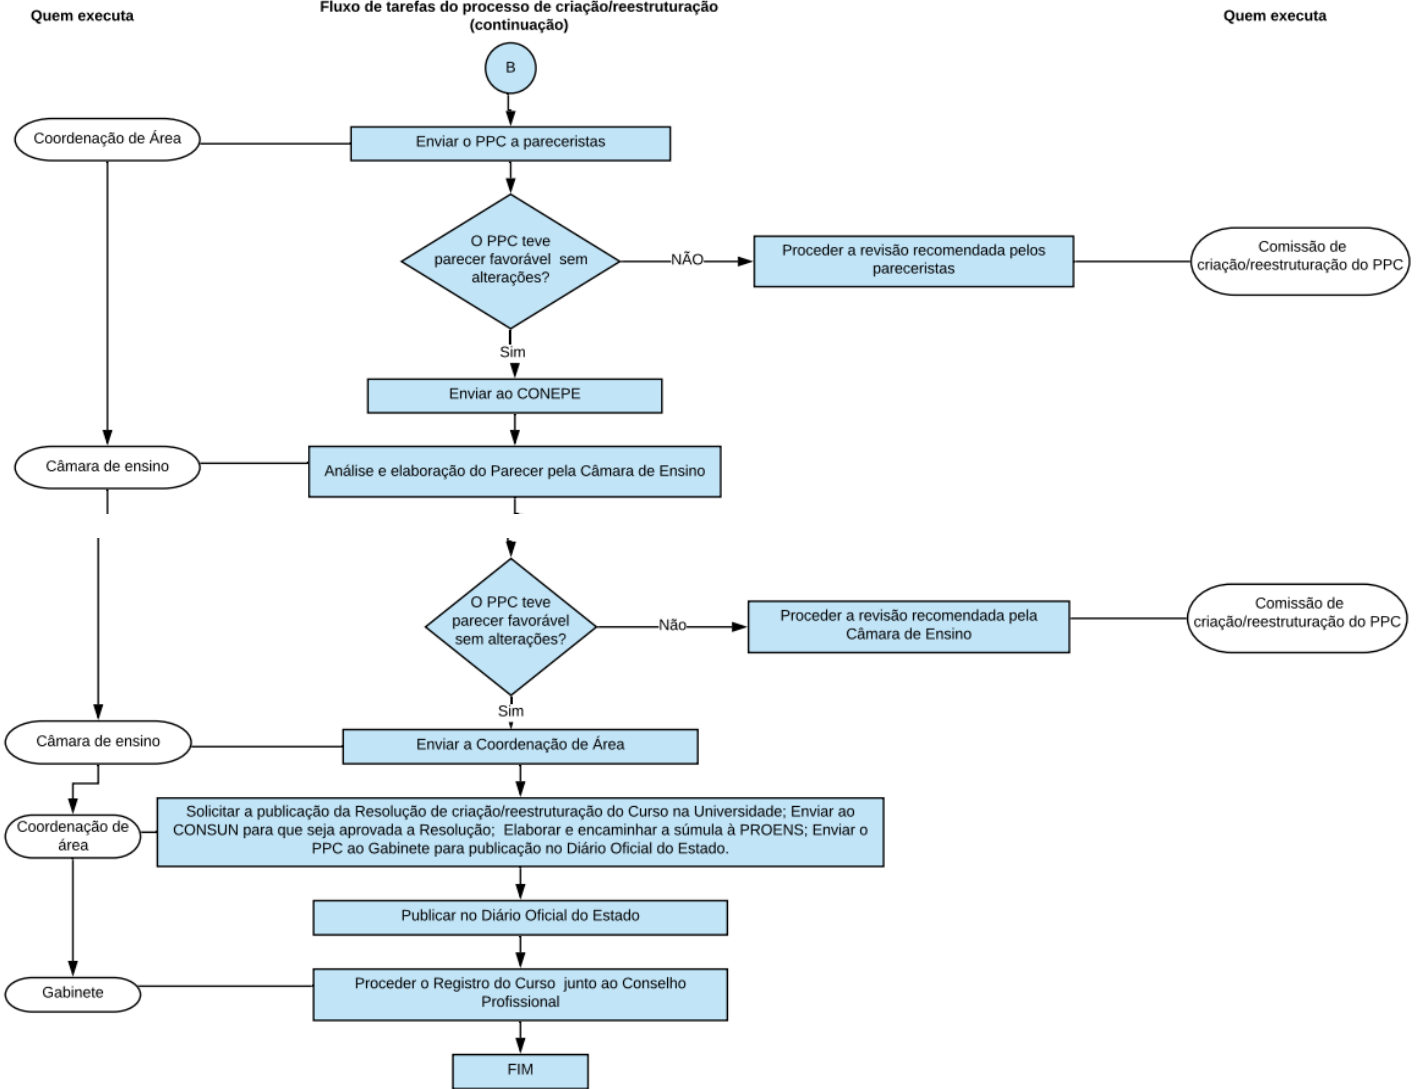 Quem executa
Fluxo de tarefas do processo de criação/reestruturação
(continuação)
Quem executa
B
Coordenação de Área
Enviar o PPC a pareceristas
O PPC teve
parecer favorável sem
alterações?
NÃO
Proceder a revisão recomendada pelos
pareceristas
Comissão de
criação/reestruturação do PPC
Sim
Enviar ao CONEPE
Câmara de ensino
Análise e elaboração do Parecer pela Câmara de Ensino
O PPC teve
parecer favorável
sem alterações?
Não
Proceder a revisão recomendada pela
Câmara de Ensino
Comissão de
criação/reestruturação do PPC
Sim
Câmara de ensino
Enviar a Coordenação de Área
Coordenação de
área
Solicitar a publicação da Resolução de criação/reestruturação do Curso na Universidade; Enviar ao
CONSUN para que seja aprovada a Resolução; Elaborar e encaminhar a súmula à PROENS; Enviar o
PPC ao Gabinete para publicação no Diário Oficial do Estado.
Publicar no Diário Oficial do Estado
Gabinete
Proceder o Registro do Curso junto ao Conselho
Profissional
FIM